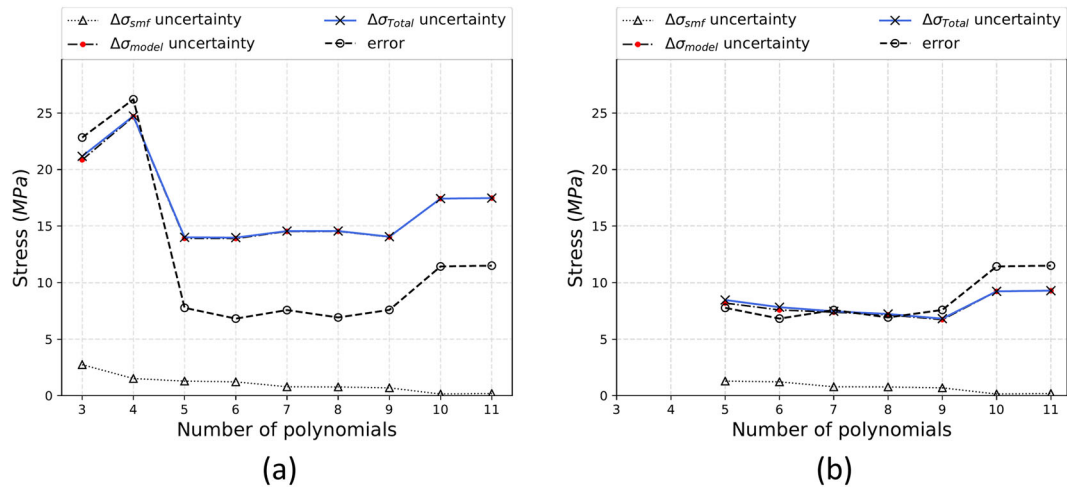 Δσsmf uncertainty
Δσmodel uncertainty
ΔσTotal uncertainty
error
Stress (MPa)
25
20
15
10
5
0
3 4 5 6 7 8 9 10 11
Number of polynomials
(a)
Δσsmf uncertainty
Δσmodel uncertainty
ΔσTotal uncertainty
error
Stress (MPa)
25
20
15
10
5
0
3 4 5 6 7 8 9 10 11
Number of polynomials
(b)